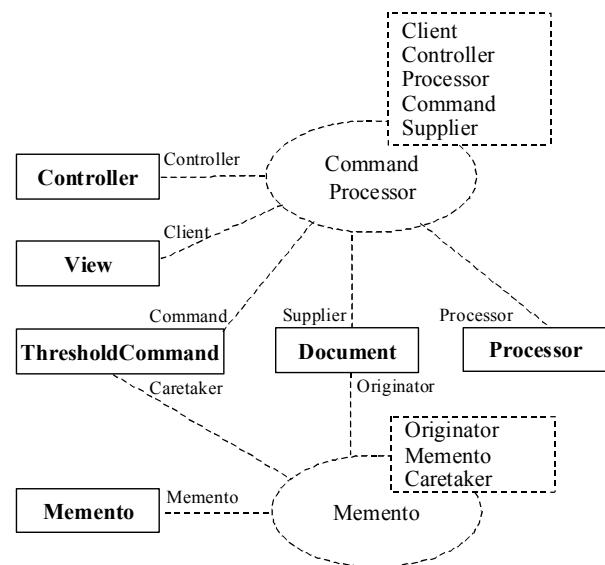 Client
Controller
Processor
Command
Supplier
Controller
Controller
Command
Processor
Client
View
Command
Supplier
Processor
ThresholdCommand
Document
Processor
Caretaker
Originator
Originator
Memento
Caretaker
Memento
Memento
Memento